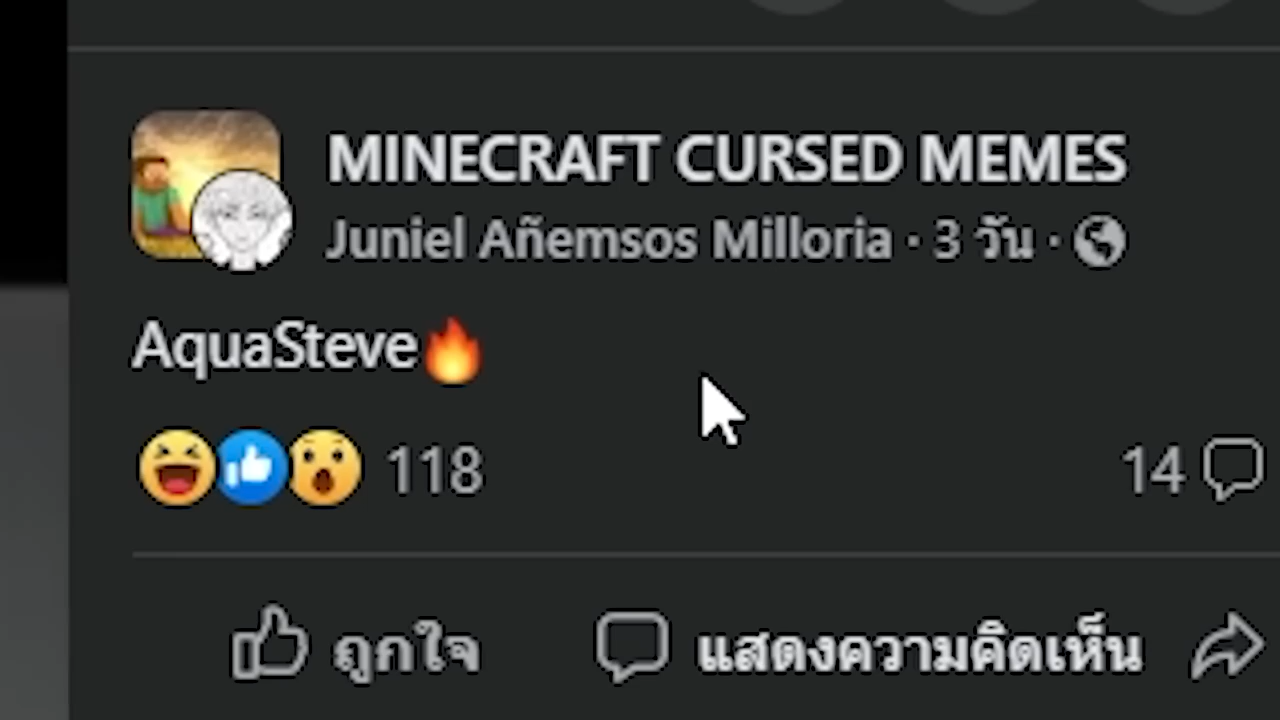 MINECRAFT CURSED MEMES
Juniel Añemsos Milloria · 3 วัน ·
AquaSteve🔥
118
14
ถูกใจ
แสดงความคิดเห็น